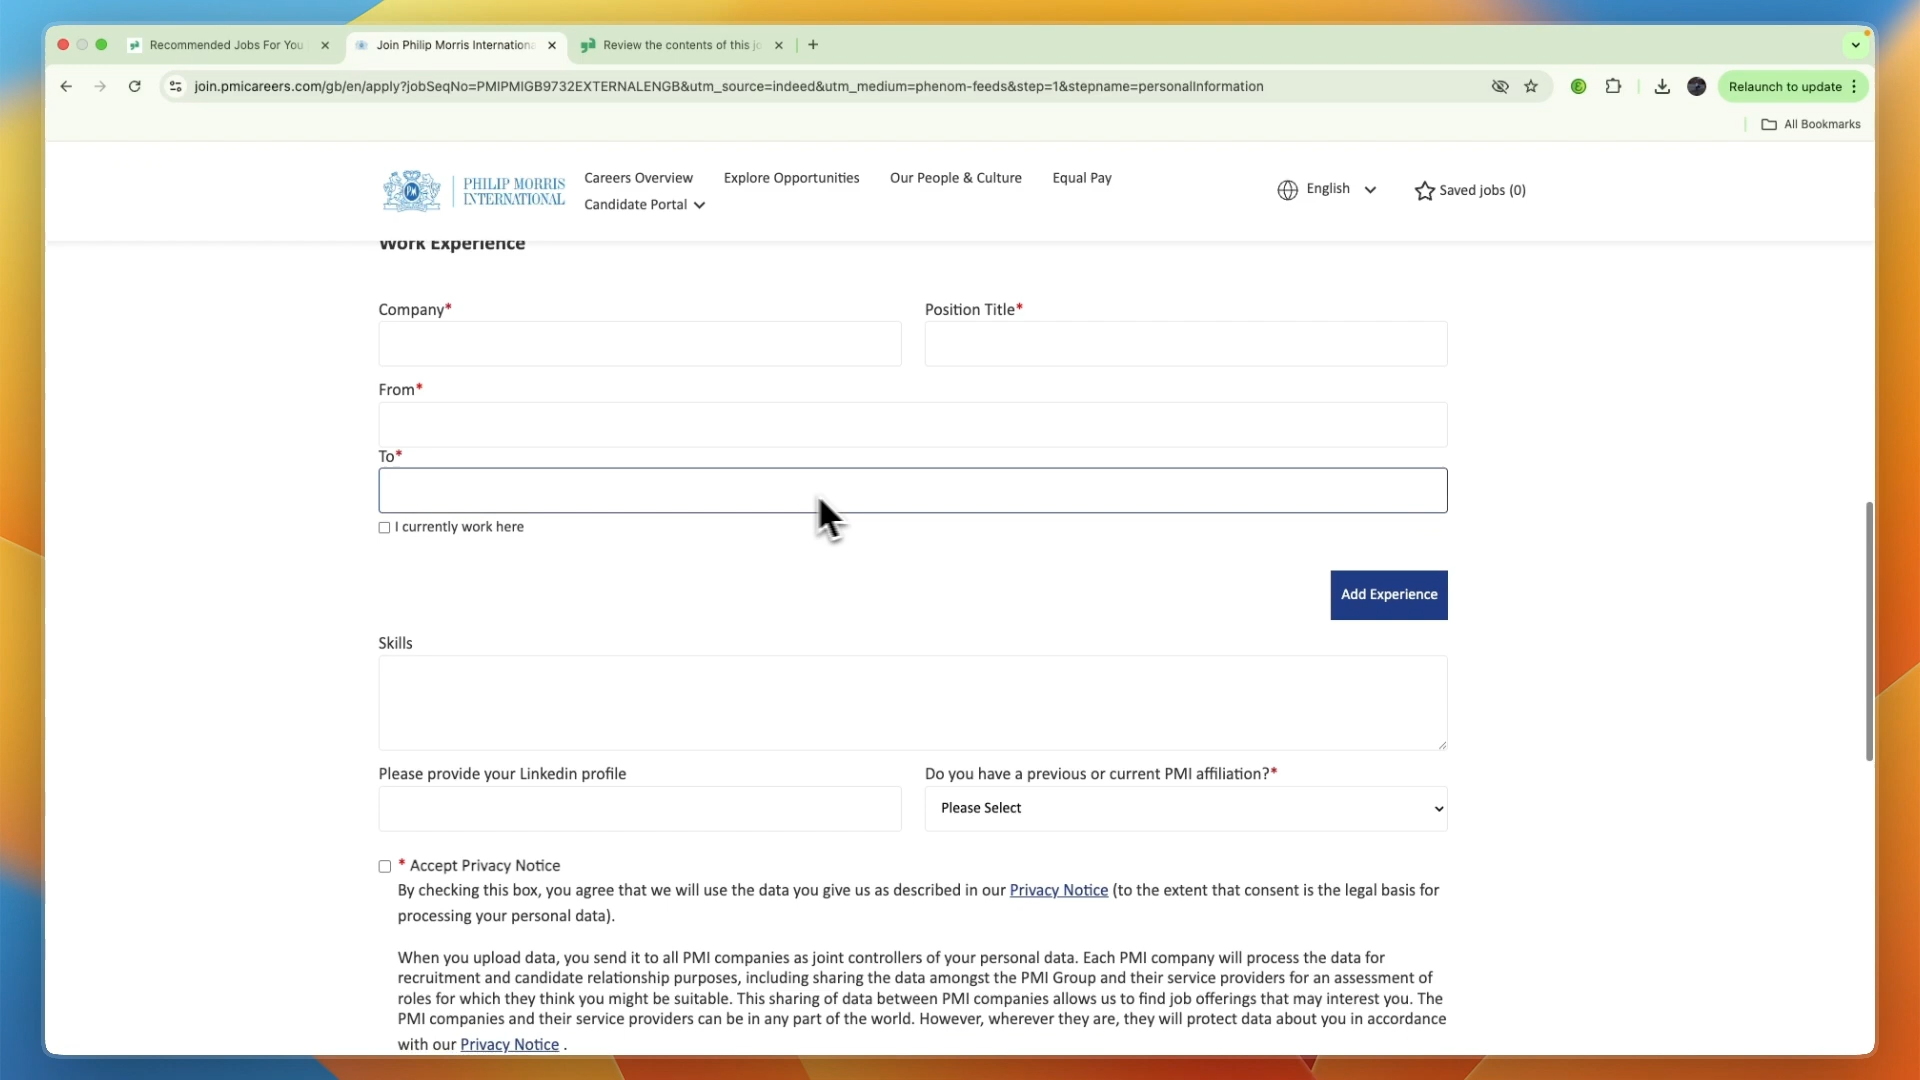 Recommended Jobs For You
Join Philip Morris Internationa
Review the contents of this jo
join.pmicareers.com/gb/en/apply?jobSeqNo=PMIPMIGB9732EXTERNALENGB&utm_source=indeed&utm_medium=phenom-feeds&step=1&stepname=personalInformation
Relaunch to update
All Bookmarks
PM
PHILIP MORRIS
INTERNATIONAL
Careers Overview
Explore Opportunities
Our People & Culture
Equal Pay
Candidate Portal
English
Saved jobs (0)
Work Experience
Company*
Position Title*
From*
To*
I currently work here
Add Experience
Skills
Please provide your Linkedin profile
Do you have a previous or current PMI affiliation?*
Please Select
* Accept Privacy Notice
By checking this box, you agree that we will use the data you give us as described in our Privacy Notice (to the extent that consent is the legal basis for
processing your personal data).
When you upload data, you send it to all PMI companies as joint controllers of your personal data. Each PMI company will process the data for
recruitment and candidate relationship purposes, including sharing the data amongst the PMI Group and their service providers for an assessment of
roles for which they think you might be suitable. This sharing of data between PMI companies allows us to find job offerings that may interest you. The
PMI companies and their service providers can be in any part of the world. However, wherever they are, they will protect data about you in accordance
with our Privacy Notice .